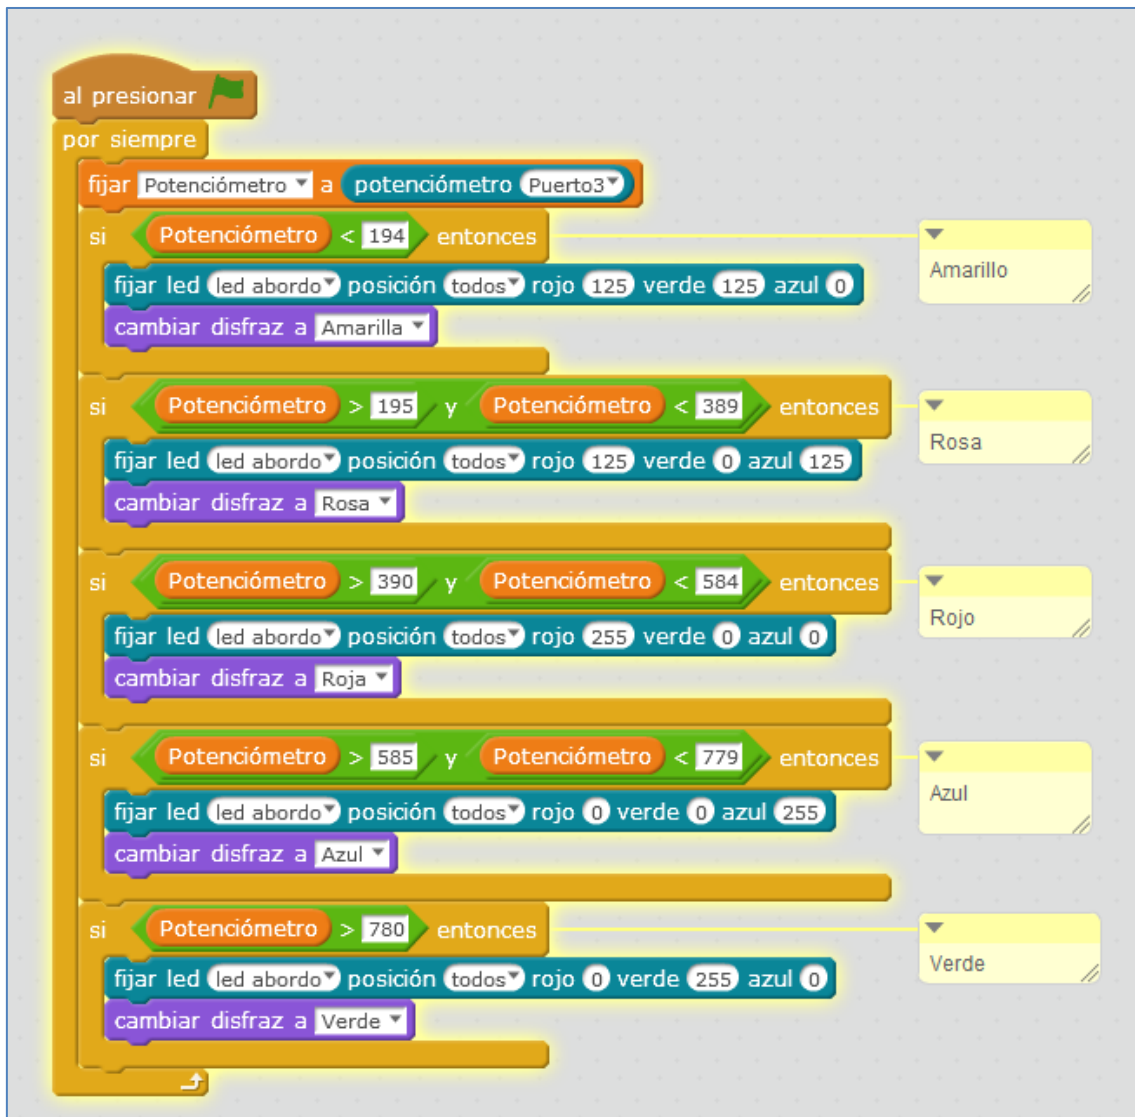 al presionar
por siempre
fijar Potenciómetro a potenciómetro Puerto3
si Potenciómetro < 194 entonces
Amarillo
fijar led led abordo posición todos rojo 125 verde 125 azul 0
cambiar disfraz a Amarilla
si Potenciómetro > 195 y Potenciómetro < 389 entonces
Rosa
fijar led led abordo posición todos rojo 125 verde 0 azul 125
cambiar disfraz a Rosa
si Potenciómetro > 390 y Potenciómetro < 584 entonces
Rojo
fijar led led abordo posición todos rojo 255 verde 0 azul 0
cambiar disfraz a Roja
si Potenciómetro > 585 y Potenciómetro < 779 entonces
Azul
fijar led led abordo posición todos rojo 0 verde 0 azul 255
cambiar disfraz a Azul
si Potenciómetro > 780 entonces
Verde
fijar led led abordo posición todos rojo 0 verde 255 azul 0
cambiar disfraz a Verde